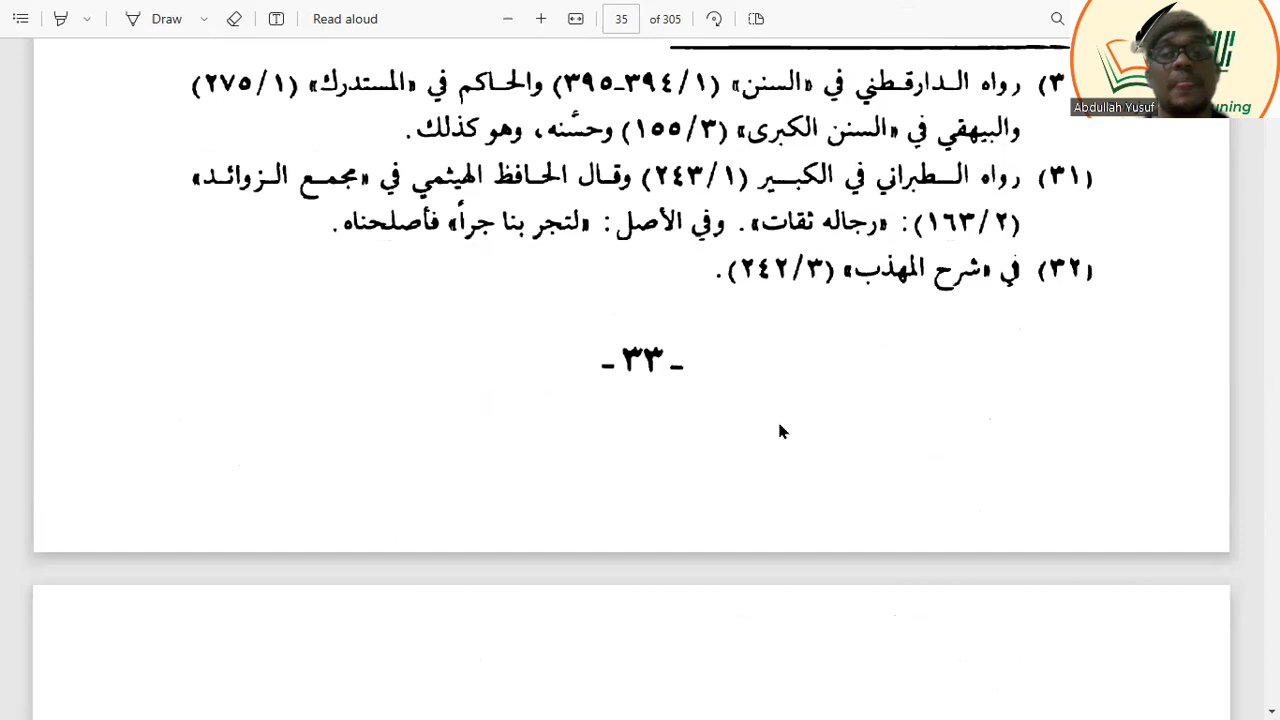 Draw
Read aloud
35
of 305
Abdullah Yusuf
رواه الدارقطني في «السنن» (٣٩٤/١-٣٩٥) والحاكم في «المستدرك» (٢٧٥/١)
والبيهقي في «السنن الكبرى» (١٥٥/٣) وحسَّنه، وهو كذلك.
(٣١) رواه الطبراني في الكبير (٢٤٣/١) وقال الحافظ الهيثمي في «مجمع الزوائد»
(١٦٣/٢): «رجاله ثقات». وفي الأصل: «لتجر بنا جراً» فأصلحناه.
(٣٢) في «شرح المهذب» (٢٤٢/٣).
- ٣٣ -